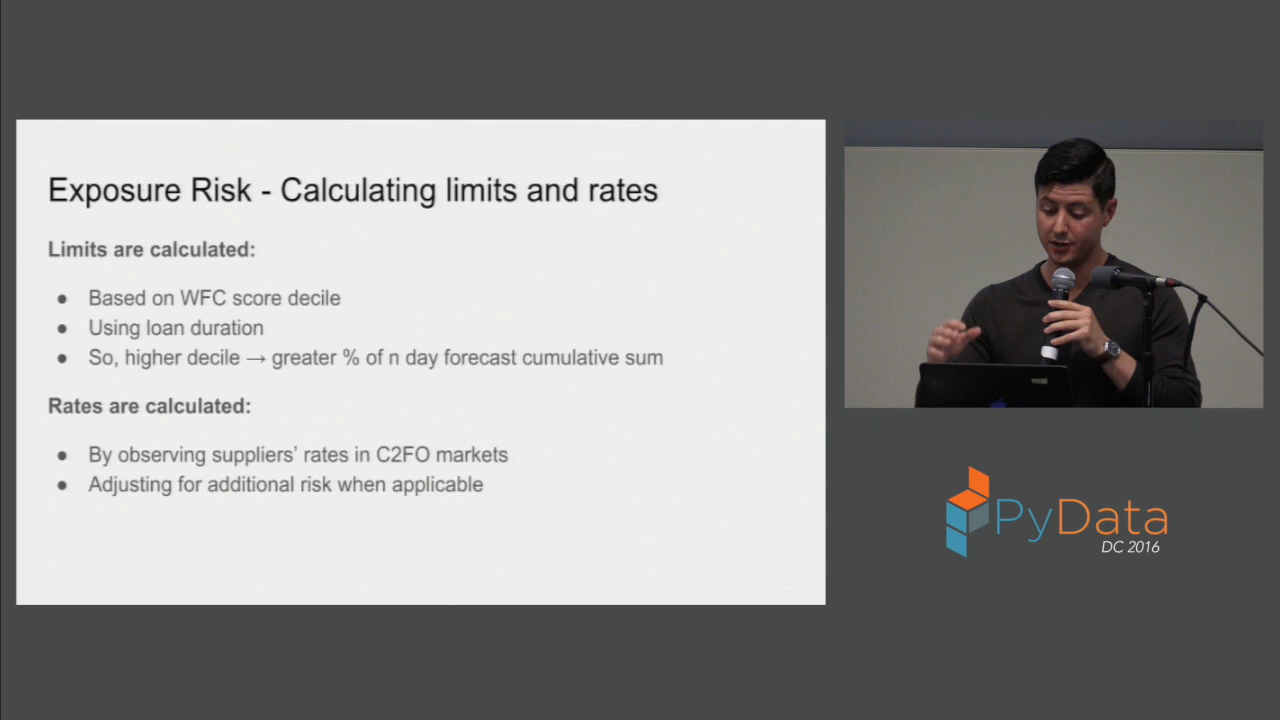 Exposure Risk - Calculating limits and rates
Limits are calculated:
● Based on WFC score decile
● Using loan duration
● So, higher decile → greater % of n day forecast cumulative sum
Rates are calculated:
● By observing suppliers’ rates in C2FO markets
● Adjusting for additional risk when applicable
PyData
DC 2016